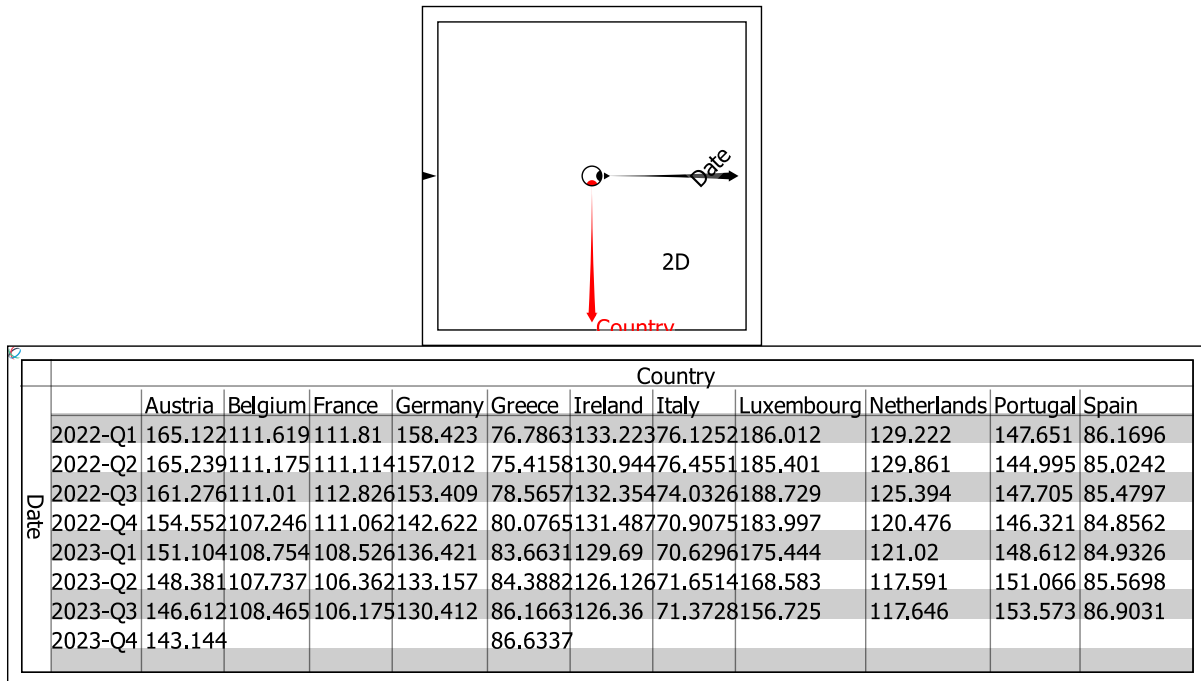 Date
2D
Country
Country
Austria Belgium France Germany Greece Ireland Italy Luxembourg Netherlands Portugal Spain
Date
2022-Q1 165.122 111.619 111.81 158.423 76.7863 133.223 76.1252 186.012 129.222 147.651 86.1696
2022-Q2 165.239 111.175 111.114 157.012 75.4158 130.944 76.4551 185.401 129.861 144.995 85.0242
2022-Q3 161.276 111.01 112.826 153.409 78.5657 132.354 74.0326 188.729 125.394 147.705 85.4797
2022-Q4 154.552 107.246 111.062 142.622 80.0765 131.487 70.9075 183.997 120.476 146.321 84.8562
2023-Q1 151.104 108.754 108.526 136.421 83.6631 129.69 70.6296 175.444 121.02 148.612 84.9326
2023-Q2 148.381 107.737 106.362 133.157 84.3882 126.126 71.6514 168.583 117.591 151.066 85.5698
2023-Q3 146.612 108.465 106.175 130.412 86.1663 126.36 71.3728 156.725 117.646 153.573 86.9031
2023-Q4 143.144 86.6337